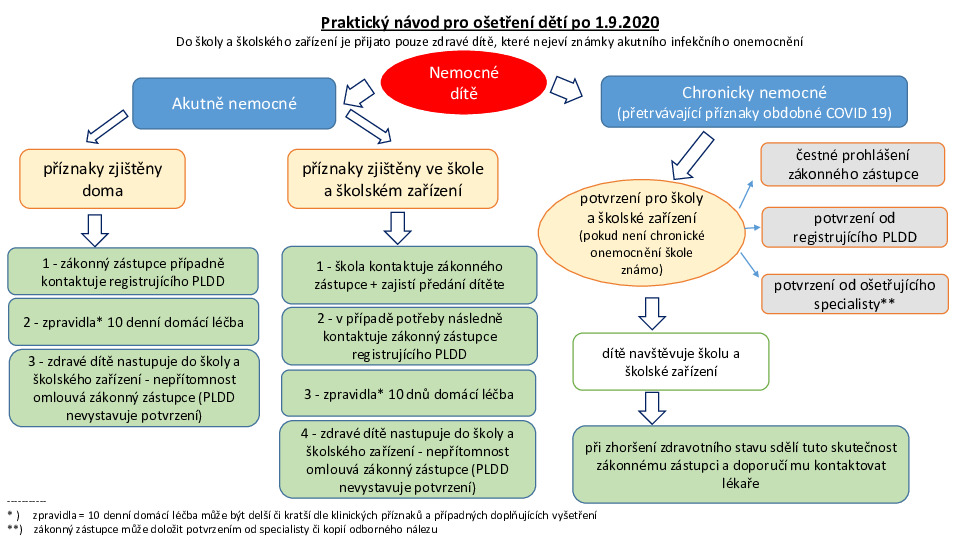 Praktický návod pro ošetření dětí po 1.9.2020
Do školy a školského zařízení je přijato pouze zdravé dítě, které nejeví známky akutního infekčního onemocnění
Nemocné
dítě
Akutně nemocné
Chronicky nemocné
(přetrvávající příznaky obdobné COVID 19)
příznaky zjištěny
doma
příznaky zjištěny ve škole
a školském zařízení
potvrzení pro školy
a školské zařízení
(pokud není chronické
onemocnění škole
známo)
čestné prohlášení
zákonného zástupce
potvrzení od
registrujícího PLDD
potvrzení od ošetřujícího
specialisty**
1 - zákonný zástupce případně
kontaktuje registrujícího PLDD
2 - zpravidla* 10 denní domácí léčba
3 - zdravé dítě nastupuje do školy a
školského zařízení - nepřítomnost
omlouvá zákonný zástupce (PLDD
nevystavuje potvrzení)
1 - škola kontaktuje zákonného
zástupce + zajistí předání dítěte
2 - v případě potřeby následně
kontaktuje zákonný zástupce
registrujícího PLDD
3 - zpravidla* 10 dnů domácí léčba
4 - zdravé dítě nastupuje do školy a
školského zařízení - nepřítomnost
omlouvá zákonný zástupce (PLDD
nevystavuje potvrzení)
dítě navštěvuje školu a
školské zařízení
při zhoršení zdravotního stavu sdělí tuto skutečnost
zákonnému zástupci a doporučí mu kontaktovat
lékaře
-----------
* ) zpravidla = 10 denní domácí léčba může být delší či kratší dle klinických příznaků a případných doplňujících vyšetření
**) zákonný zástupce může doložit potvrzením od specialisty či kopií odborného nálezu